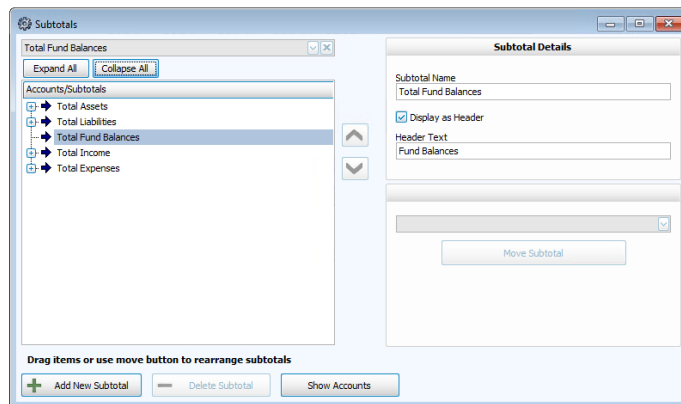 Subtotals
Total Fund Balances
Expand All
Collapse All
Accounts/Subtotals
Total Assets
Total Liabilities
Total Fund Balances
Total Income
Total Expenses
Subtotal Details
Subtotal Name
Total Fund Balances
Display as Header
Header Text
Fund Balances
Move Subtotal
Drag items or use move button to rearrange subtotals
Add New Subtotal
Delete Subtotal
Show Accounts